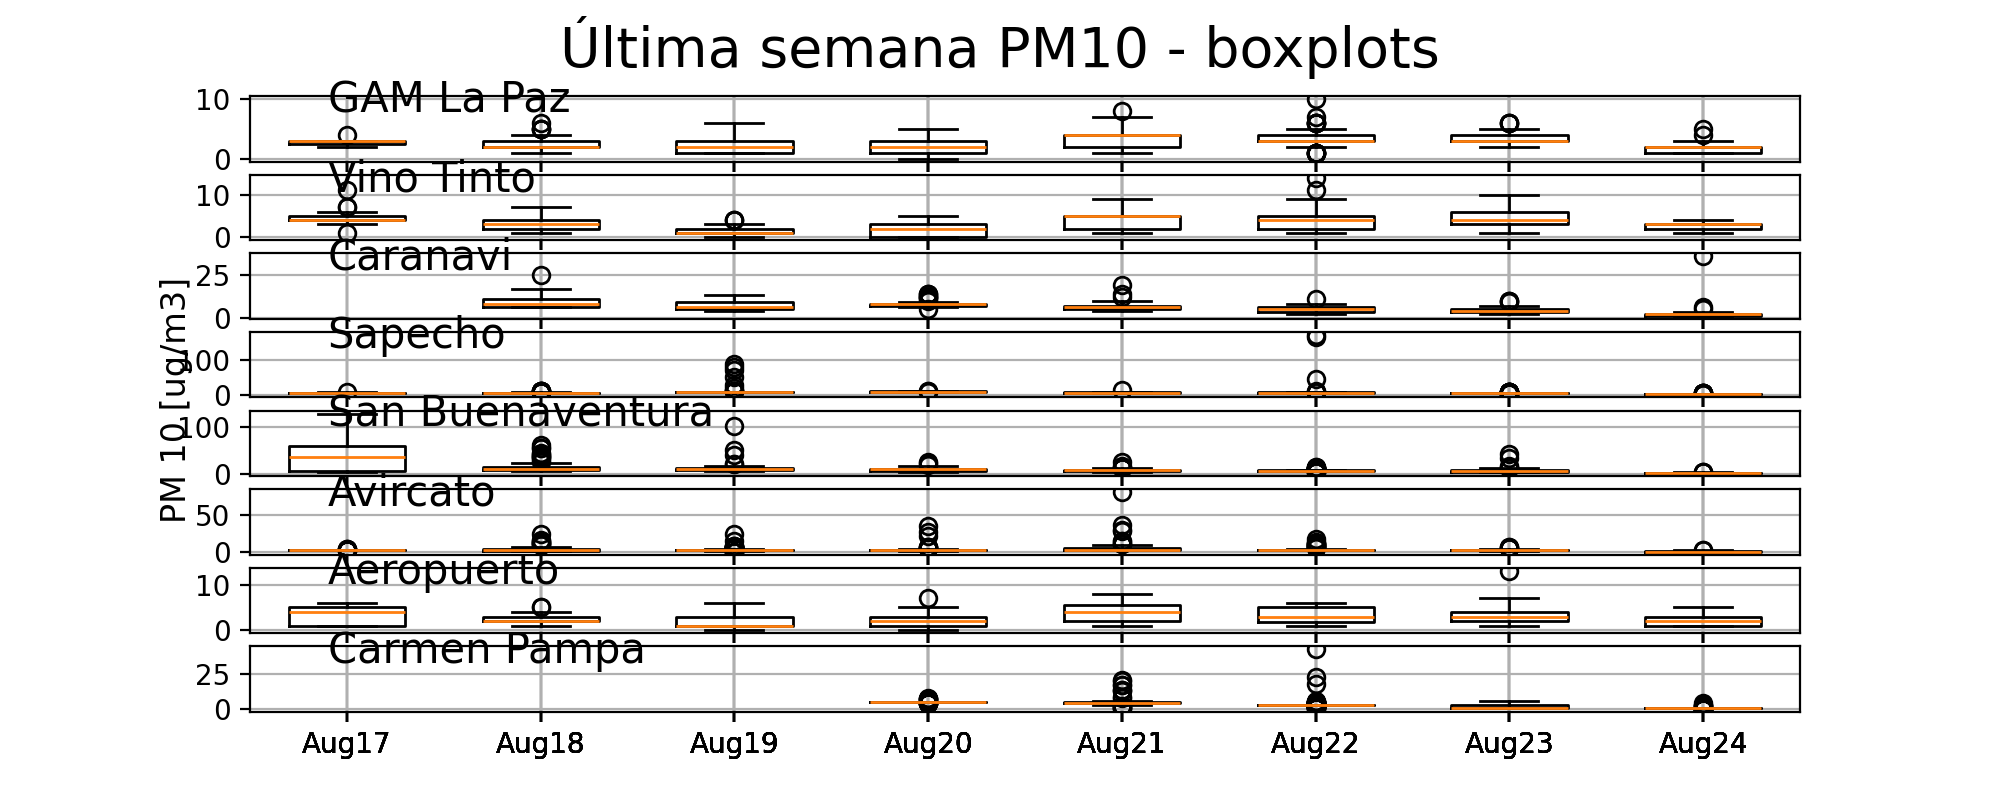 Última semana PM10 - boxplots
GAM La Paz
10
0
Vino Tinto
10
0
Caranavi
25
0
Sapecho
100
0
San Buenaventura
100
0
Avircato
50
0
Aeropuerto
10
0
Carmen Pampa
25
0
PM 10 [ug/m3]
Aug17 Aug18 Aug19 Aug20 Aug21 Aug22 Aug23 Aug24